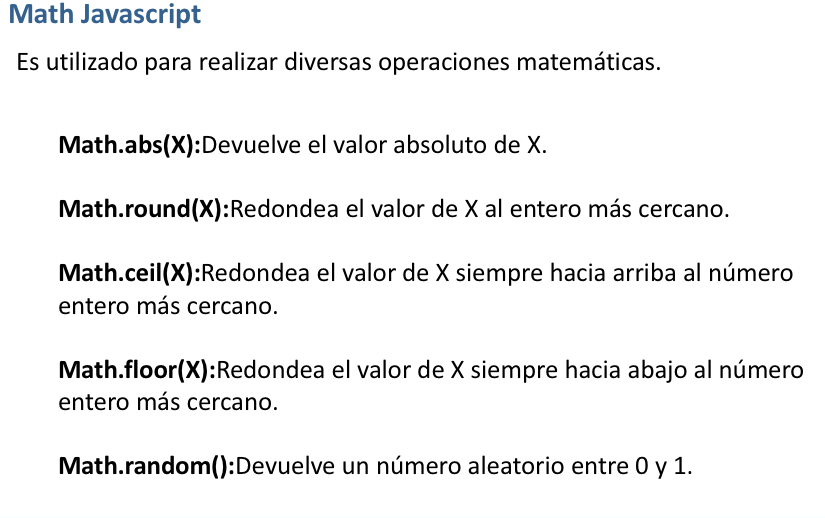 Math Javascript
Es utilizado para realizar diversas operaciones matemáticas.
Math.abs(X):Devuelve el valor absoluto de X.
Math.round(X):Redondea el valor de X al entero más cercano.
Math.ceil(X):Redondea el valor de X siempre hacia arriba al número
entero más cercano.
Math.floor(X):Redondea el valor de X siempre hacia abajo al número
entero más cercano.
Math.random():Devuelve un número aleatorio entre 0 y 1.